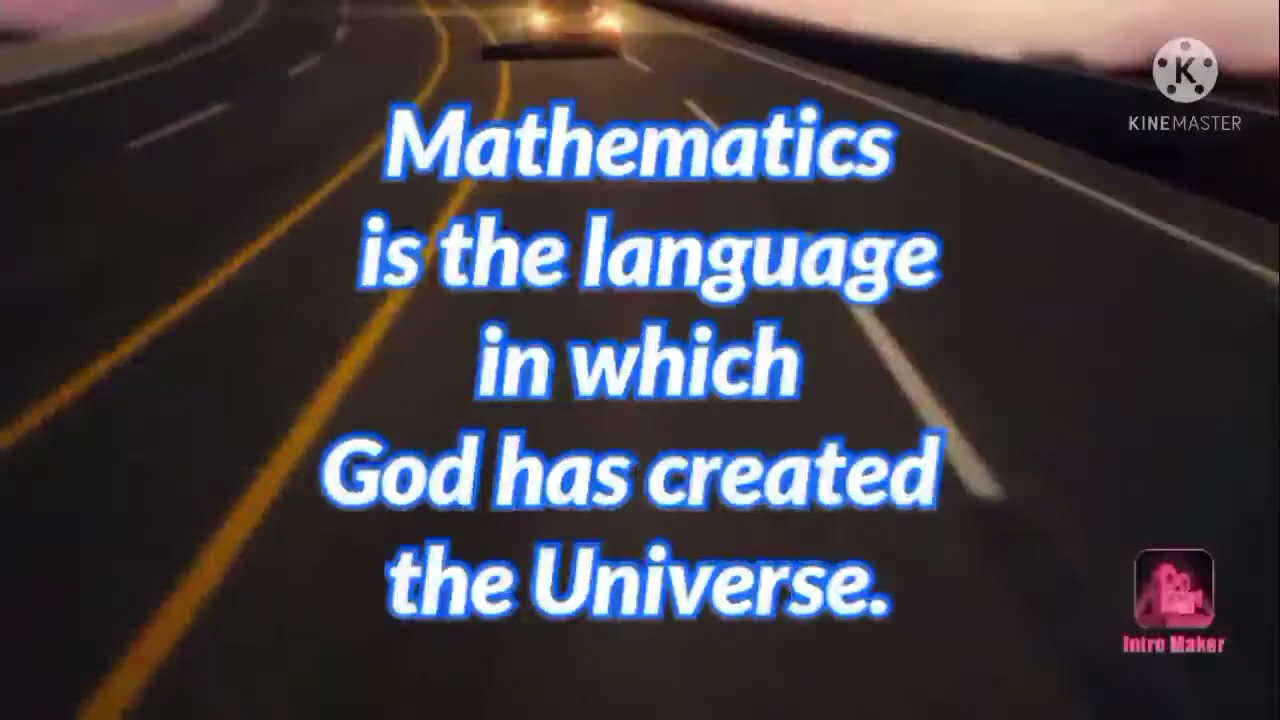 K
KINEMASTER
Mathematics
is the language
in which
God has created
the Universe.
Intro Maker